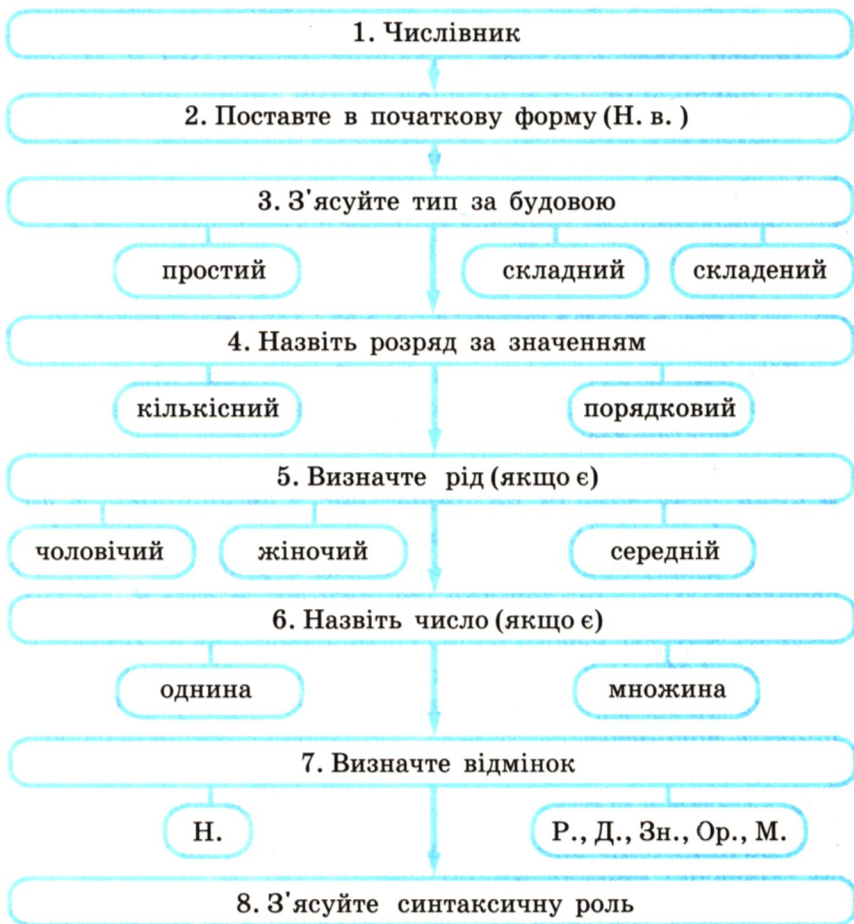 1. Числівник
2. Поставте в початкову форму (Н. в. )
3. З'ясуйте тип за будовою
простий складний складений
4. Назвіть розряд за значенням
кількісний порядковий
5. Визначте рід (якщо є)
чоловічий жіночий середній
6. Назвіть число (якщо є)
однина множина
7. Визначте відмінок
Н. Р., Д., Зн., Ор., М.
8. З'ясуйте синтаксичну роль